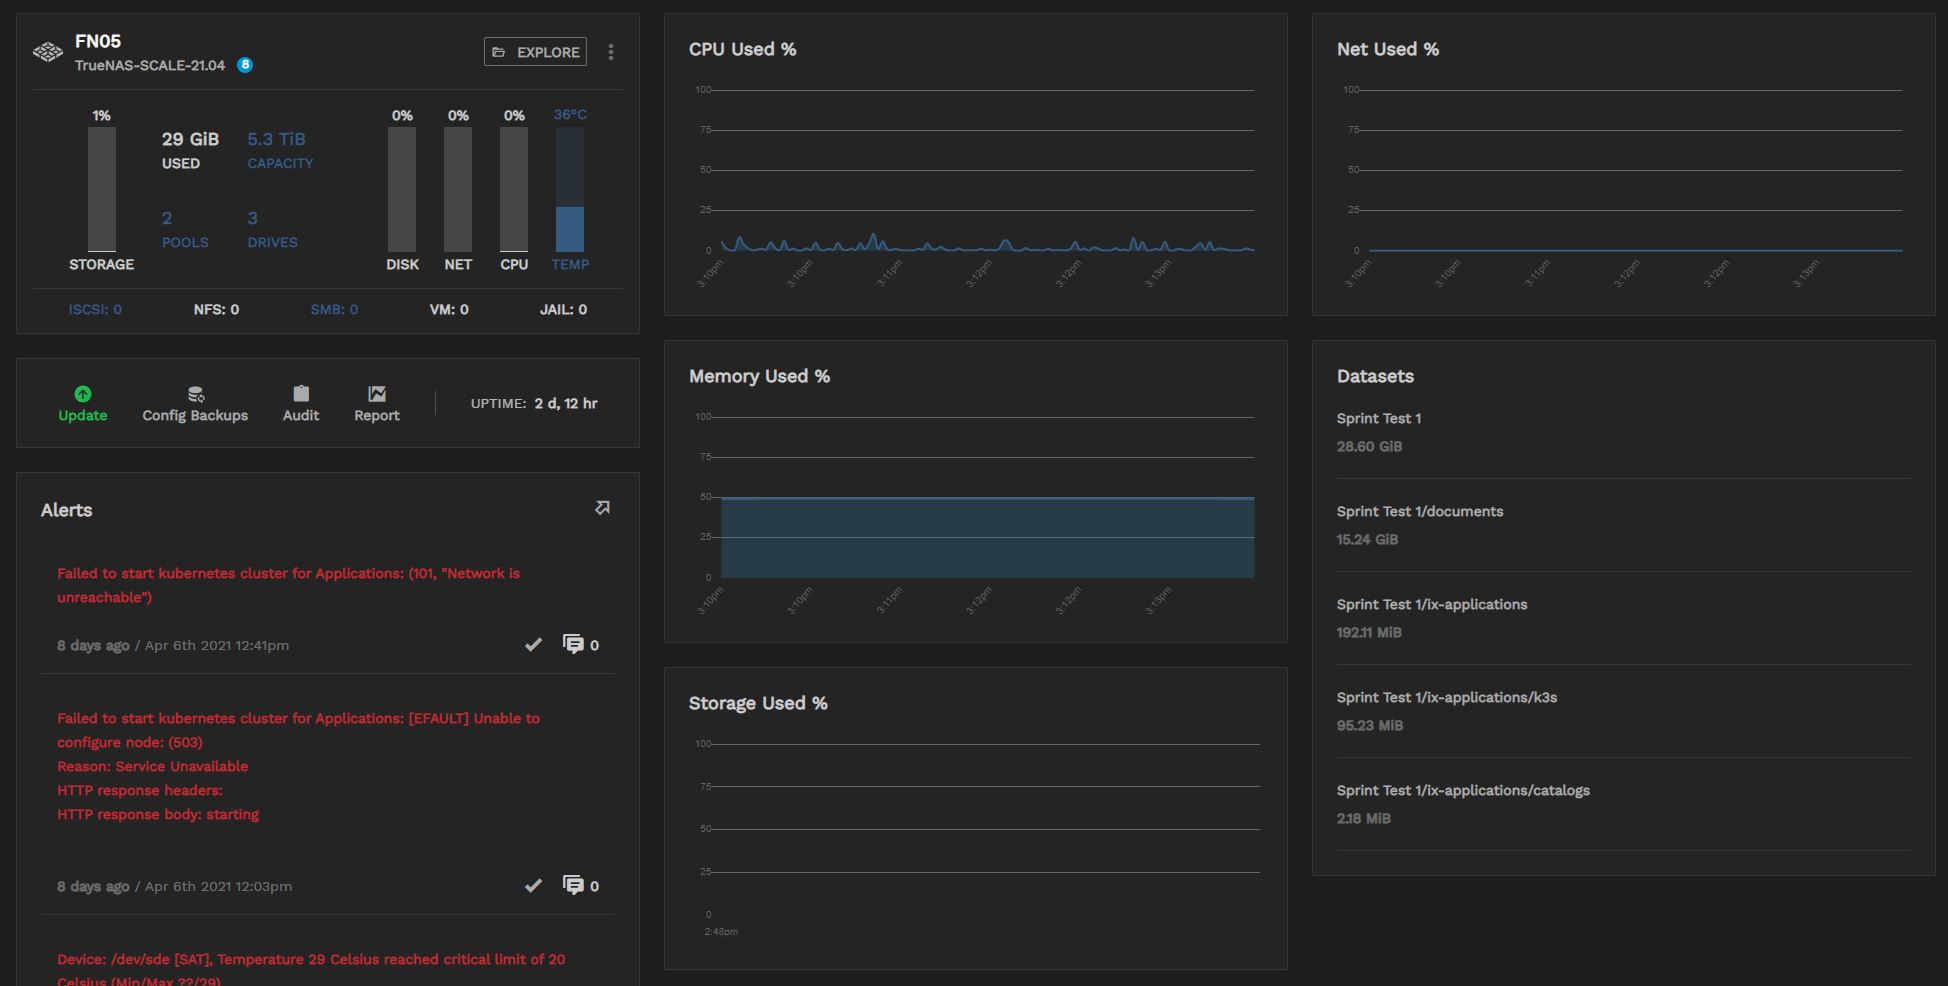 FN05
TrueNAS-SCALE-21.04 8
EXPLORE
1%
29 GiB
USED
5.3 TiB
CAPACITY
2
POOLS
3
DRIVES
STORAGE
0% 0% 0% 36°C
DISK NET CPU TEMP
ISCSI: 0 NFS: 0 SMB: 0 VM: 0 JAIL: 0
Update
Config Backups
Audit
Report
UPTIME: 2 d, 12 hr
Alerts
Failed to start kubernetes cluster for Applications: (101, "Network is
unreachable")
8 days ago / Apr 6th 2021 12:41pm 0
Failed to start kubernetes cluster for Applications: [EFAULT] Unable to
configure node: (503)
Reason: Service Unavailable
HTTP response headers:
HTTP response body: starting
8 days ago / Apr 6th 2021 12:03pm 0
Device: /dev/sde [SAT], Temperature 29 Celsius reached critical limit of 20
Celsius (Min/Max ??/29)
CPU Used %
100
75
50
25
0
3:10pm 3:10pm 3:11pm 3:12pm 3:12pm 3:13pm
Memory Used %
100
75
50
25
0
3:10pm 3:10pm 3:11pm 3:12pm 3:12pm 3:13pm
Storage Used %
100
75
50
25
0
2:48pm
Net Used %
100
75
50
25
0
3:10pm 3:10pm 3:11pm 3:12pm 3:12pm 3:13pm
Datasets
Sprint Test 1
28.60 GiB
Sprint Test 1/documents
15.24 GiB
Sprint Test 1/ix-applications
192.11 MiB
Sprint Test 1/ix-applications/k3s
95.23 MiB
Sprint Test 1/ix-applications/catalogs
2.18 MiB